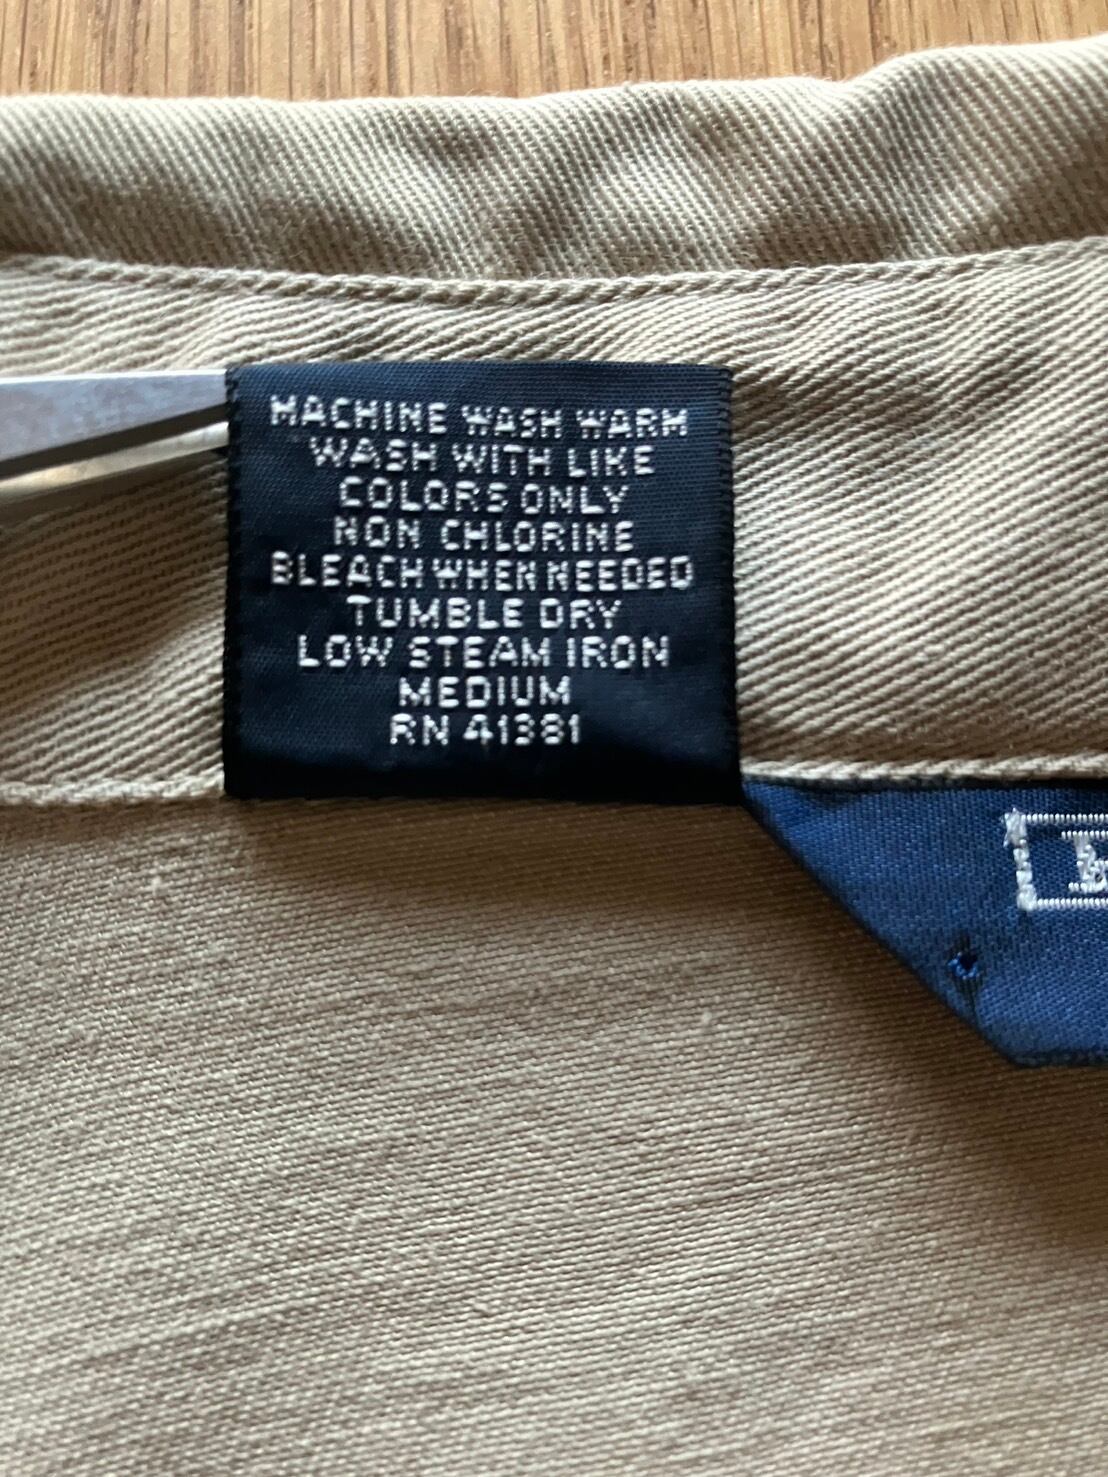 MACHINE WASH WARM
WASH WITH LIKE
COLORS ONLY
NON CHLORINE
BLEACH WHEN NEEDED
TUMBLE DRY
LOW STEAM IRON
MEDIUM
RN 41381